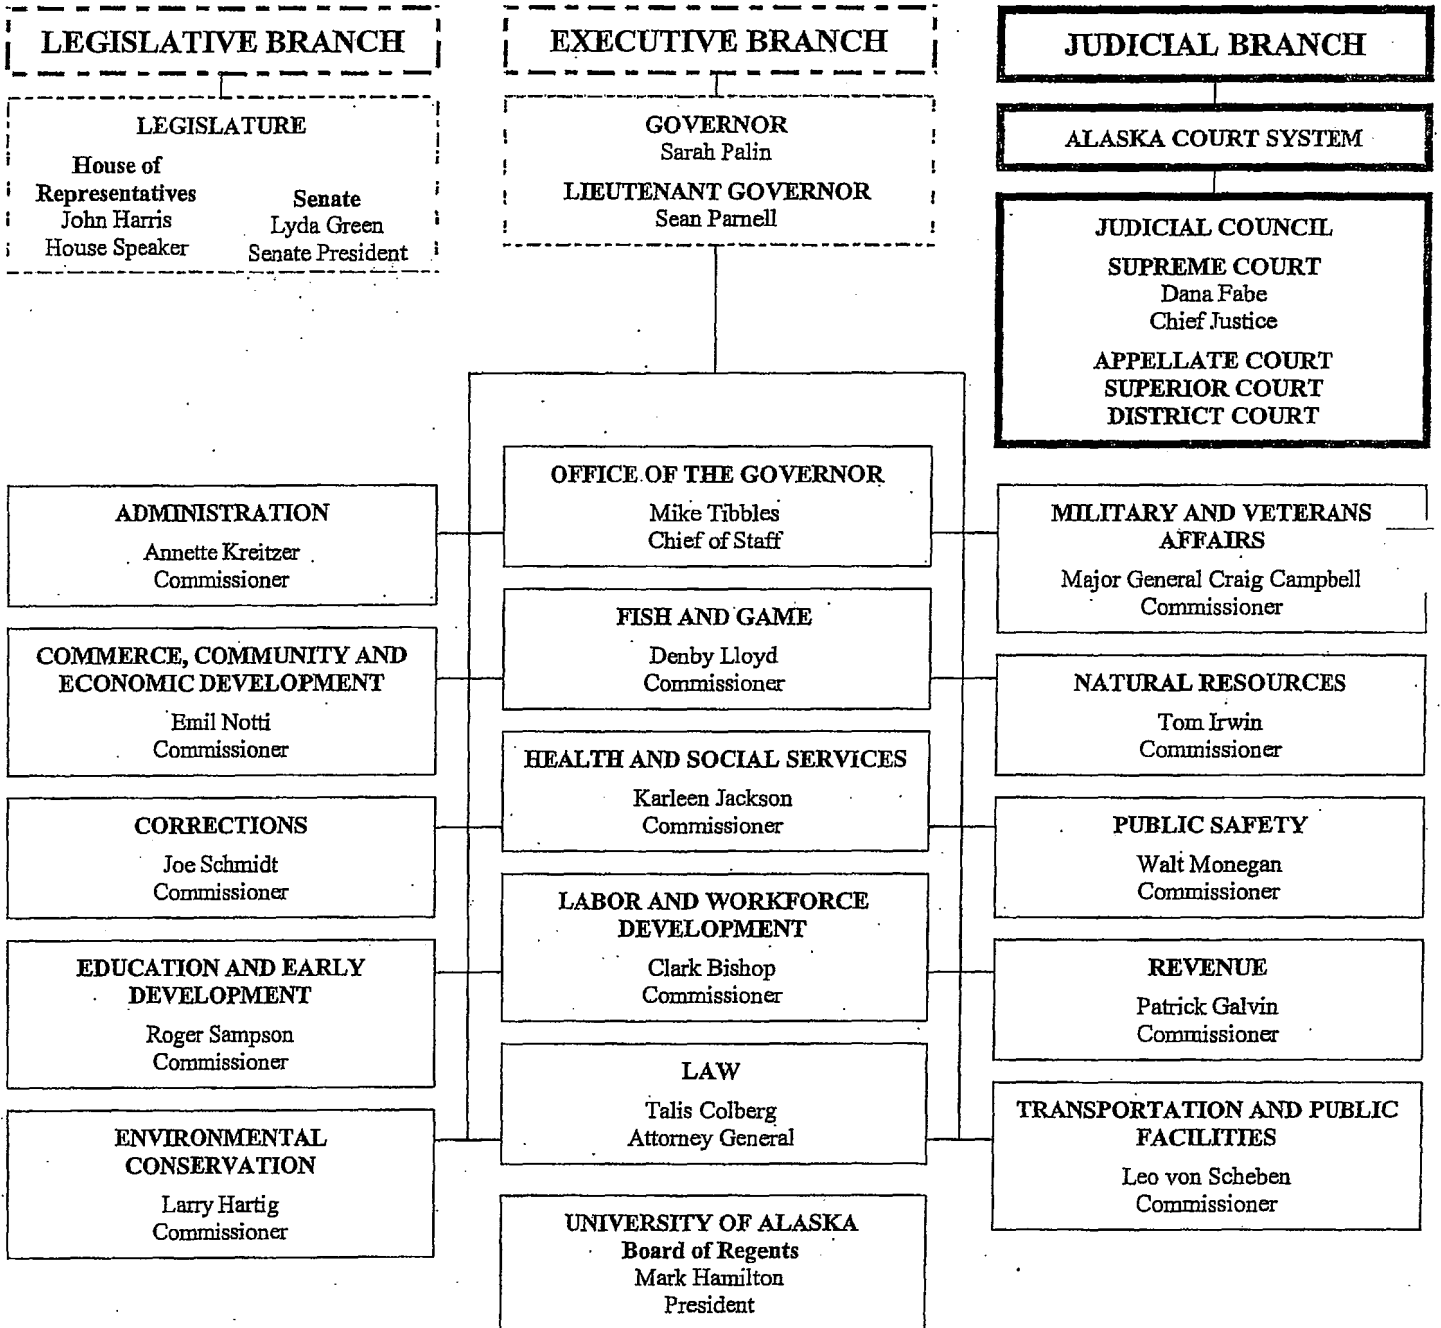 LEGISLATIVE BRANCH
LEGISLATURE
House of
Representatives
John Harris
House Speaker
Senate
Lyda Green
Senate President
EXECUTIVE BRANCH
GOVERNOR
Sarah Palin
LIEUTENANT GOVERNOR
Sean Parnell
JUDICIAL BRANCH
ALASKA COURT SYSTEM
JUDICIAL COUNCIL
SUPREME COURT
Dana Fabe
Chief Justice
APPELLATE COURT
SUPERIOR COURT
DISTRICT COURT
ADMINISTRATION
Annette Kreitzer
Commissioner
COMMERCE, COMMUNITY AND
ECONOMIC DEVELOPMENT
Emil Notti
Commissioner
CORRECTIONS
Joe Schmidt
Commissioner
EDUCATION AND EARLY
DEVELOPMENT
Roger Sampson
Commissioner
ENVIRONMENTAL
CONSERVATION
Larry Hartig
Commissioner
OFFICE OF THE GOVERNOR
Mike Tibbles
Chief of Staff
FISH AND GAME
Denby Lloyd
Commissioner
HEALTH AND SOCIAL SERVICES
Karleen Jackson
Commissioner
LABOR AND WORKFORCE
DEVELOPMENT
Clark Bishop
Commissioner
LAW
Talis Colberg
Attorney General
UNIVERSITY OF ALASKA
Board of Regents
Mark Hamilton
President
MILITARY AND VETERANS
AFFAIRS
Major General Craig Campbell
Commissioner
NATURAL RESOURCES
Tom Irwin
Commissioner
PUBLIC SAFETY
Walt Monegan
Commissioner
REVENUE
Patrick Galvin
Commissioner
TRANSPORTATION AND PUBLIC
FACILITIES
Leo von Scheben
Commissioner